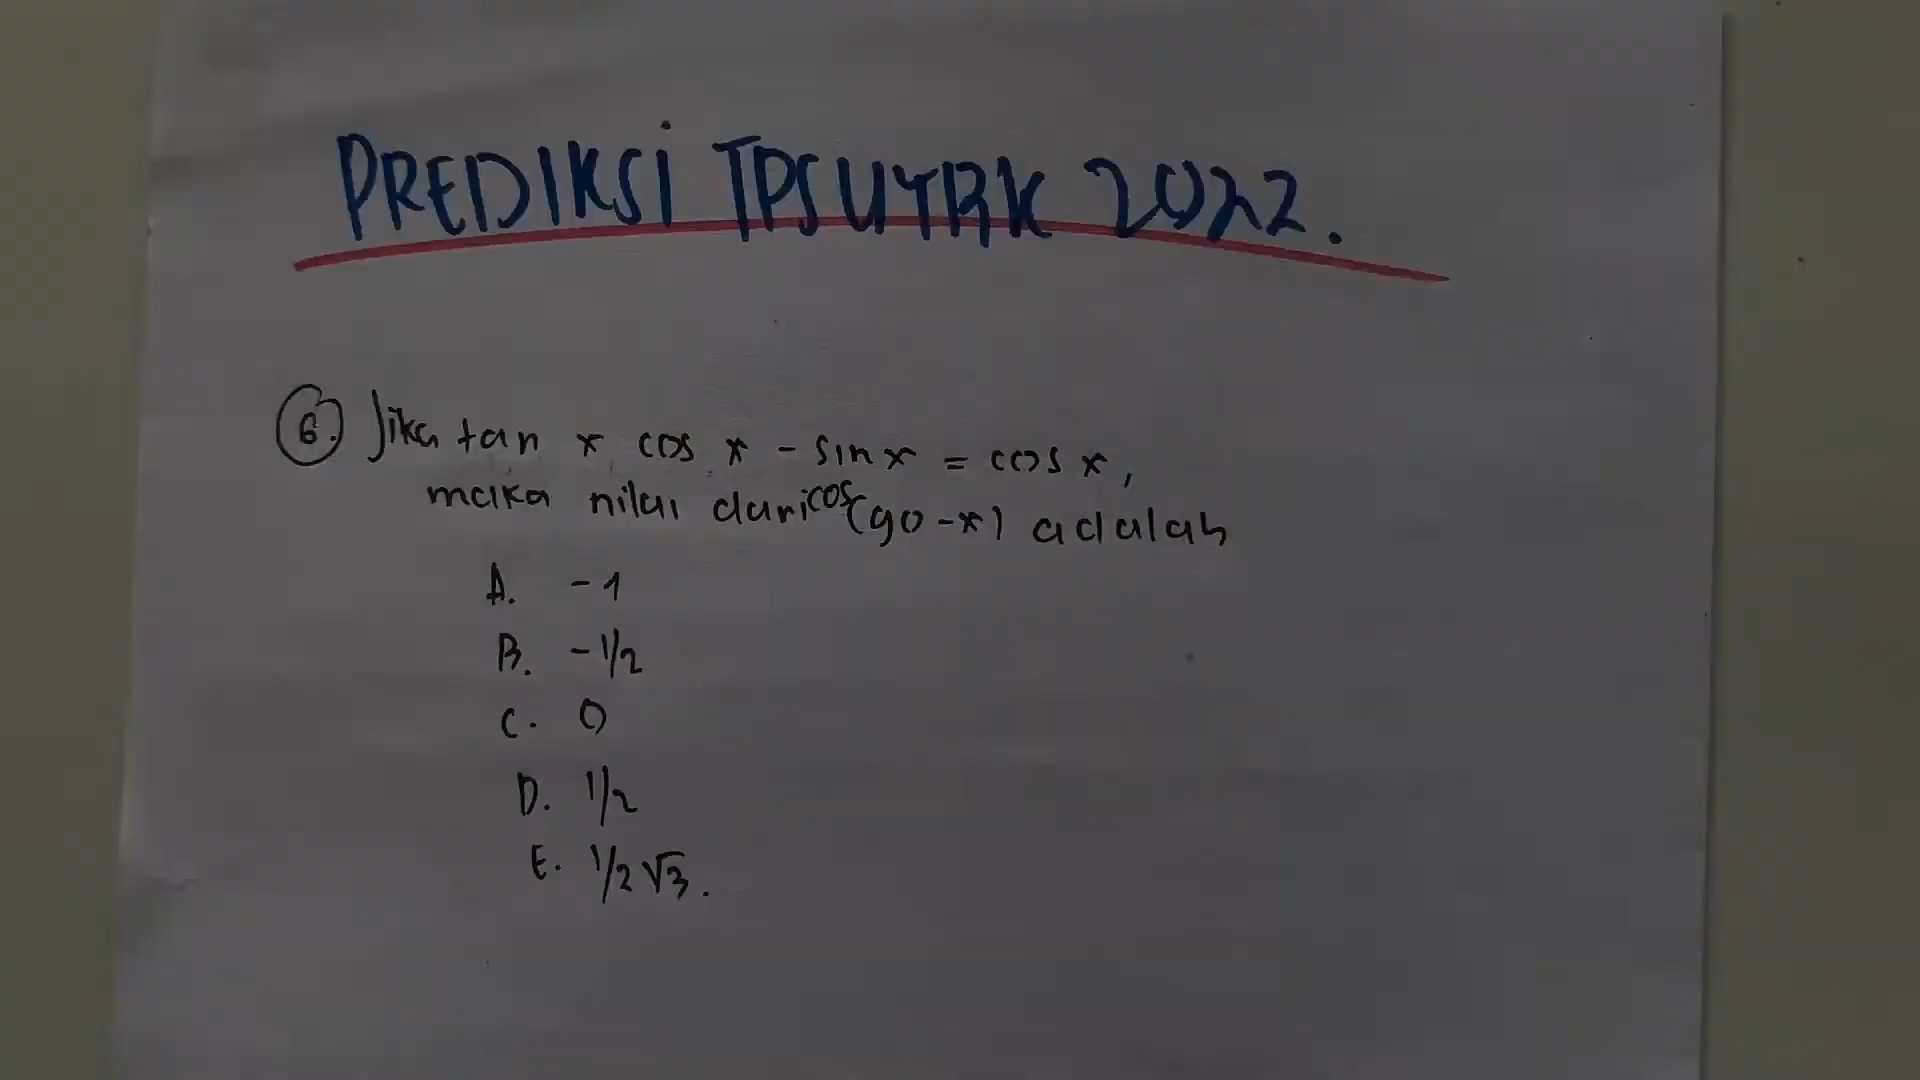 PREDIKSI TPS UTBK 2022.
6. Jika tan x cos x - sin x = cos x,
maka nilai dari cos (90-x) adalah
A. -1
B. -1/2
C. 0
D. 1/2
E. 1/2 √3.